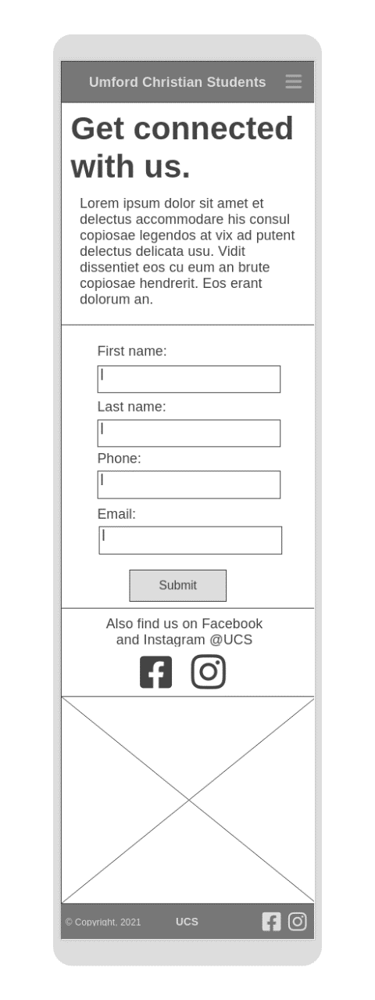 Umford Christian Students
Get connected
with us.
Lorem ipsum dolor sit amet et
delectus accommodare his consul
copiosae legendos at vix ad putent
delectus delicata usu. Vidit
dissentiet eos cu eum an brute
copiosae hendrerit. Eos erant
dolorum an.
First name:
Last name:
Phone:
Email:
Submit
Also find us on Facebook
and Instagram @UCS
© Copyright, 2021 UCS